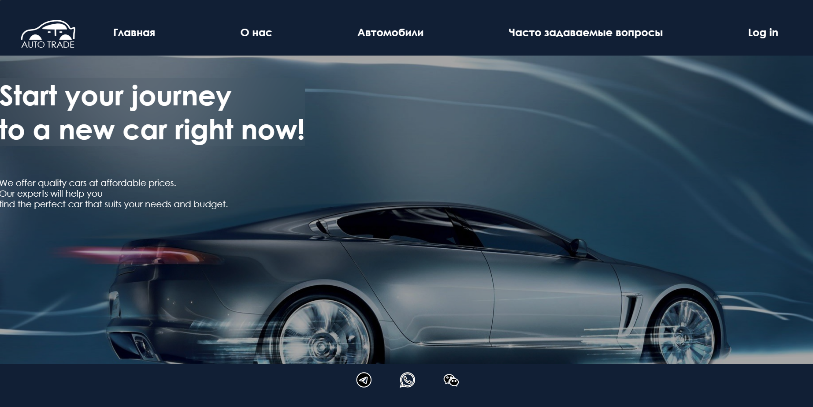 AUTO TRADE
Главная
О нас
Автомобили
Часто задаваемые вопросы
Log in
Start your journey
to a new car right now!
We offer quality cars at affordable prices.
Our experts will help you
find the perfect car that suits your needs and budget.